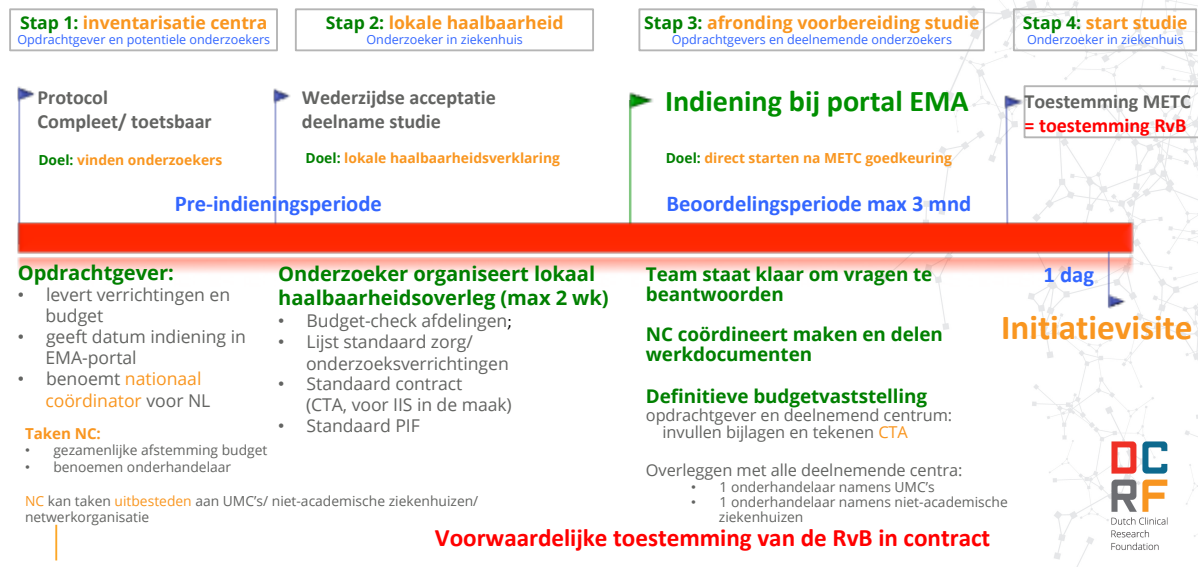 Stap 1: inventarisatie centra
Opdrachtgever en potentiele onderzoekers
Stap 2: lokale haalbaarheid
Onderzoeker in ziekenhuis
Stap 3: afronding voorbereiding studie
Opdrachtgevers en deelnemende onderzoekers
Stap 4: start studie
Onderzoeker in ziekenhuis
Protocol
Compleet/ toetsbaar
Doel: vinden onderzoekers
Wederzijdse acceptatie
deelname studie
Doel: lokale haalbaarheidsverklaring
Indiening bij portal EMA
Doel: direct starten na METC goedkeuring
Toestemming METC
= toestemming RvB
Pre-indieningsperiode
Beoordelingsperiode max 3 mnd
Opdrachtgever:
• levert verrichtingen en
budget
• geeft datum indiening in
EMA-portal
• benoemt nationaal
coördinator voor NL
Taken NC:
• gezamenlijke afstemming budget
• benoemen onderhandelaar
NC kan taken uitbesteden aan UMC's/ niet-academische ziekenhuizen/
netwerkorganisatie
Onderzoeker organiseert lokaal
haalbaarheidsoverleg (max 2 wk)
• Budget-check afdelingen;
• Lijst standaard zorg/
onderzoeksverrichtingen
• Standaard contract
(CTA, voor IIS in de maak)
• Standaard PIF
Team staat klaar om vragen te
beantwoorden
NC coördineert maken en delen
werkdocumenten
Definitieve budgetvaststelling
opdrachtgever en deelnemend centrum:
invullen bijlagen en tekenen CTA
Overleggen met alle deelnemende centra:
• 1 onderhandelaar namens UMC's
• 1 onderhandelaar namens niet-academische
ziekenhuizen
1 dag
Initiatievisite
Voorwaardelijke toestemming van de RvB in contract
DC
RF
Dutch Clinical
Research
Foundation